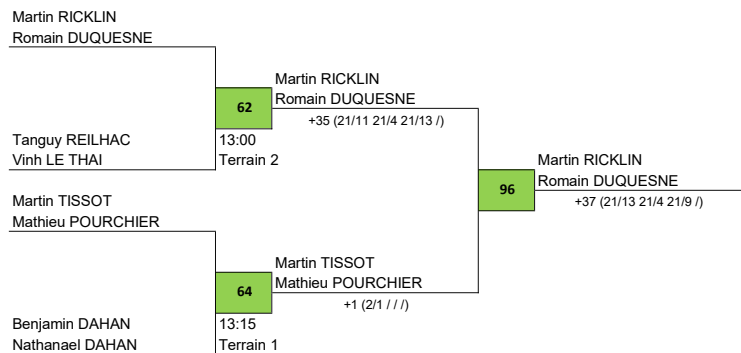 Martin RICKLIN
Romain DUQUESNE
62
Martin RICKLIN
Romain DUQUESNE
+35 (21/11 21/4 21/13 /)
Tanguy REILHAC
Vinh LE THAI
13:00
Terrain 2
96
Martin RICKLIN
Romain DUQUESNE
+37 (21/13 21/4 21/9 /)
Martin TISSOT
Mathieu POURCHIER
64
Martin TISSOT
Mathieu POURCHIER
+1 (2/1 / / /)
Benjamin DAHAN
Nathanael DAHAN
13:15
Terrain 1